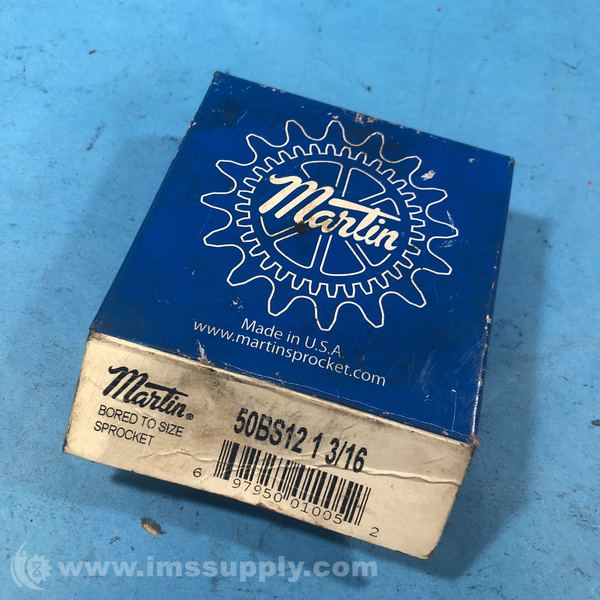 Martin
Made in U.S.A.
www.martinsprocket.com
Martin®
BORED TO SIZE
SPROCKET
50BS12 1 3/16
6 97950 01005 2
www.imssupply.com